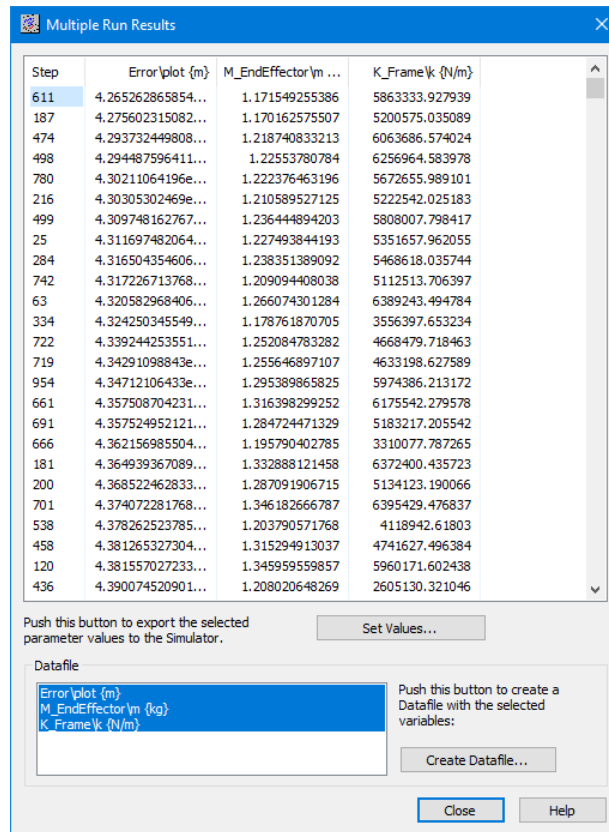 Multiple Run Results
Step Error\plot {m} M_EndEffector\m ... K_Frame\k {N/m}
611 4.265262865854... 1.171549255386 5863333.927939
187 4.275602315082... 1.170162575507 5200575.035089
474 4.293732449808... 1.218740833213 6063686.574024
498 4.294487596411... 1.22553780784 6256964.583978
780 4.30211064196e... 1.222376463196 5672655.989101
216 4.30305302469e... 1.210589527125 5222542.025183
499 4.309748162767... 1.236444894203 5808007.798417
25 4.311697482064... 1.227493844193 5351657.962055
284 4.316504354606... 1.238351389092 5468618.035744
742 4.317226713768... 1.209094408038 5112513.706397
63 4.320582968406... 1.266074301284 6389243.494784
334 4.324250345549... 1.178761870705 3556397.653234
722 4.339244253551... 1.252084783282 4668479.718463
719 4.34291098843e... 1.255646897107 4633198.627589
954 4.34712106433e... 1.295389865825 5974386.213172
661 4.357508704231... 1.316398299252 6175542.279578
691 4.357524952121... 1.284724471329 5183217.205542
666 4.362156985504... 1.195790402785 3310077.787265
181 4.364939367089... 1.332888121458 6372400.435723
200 4.368522462833... 1.287091906715 5134123.190066
701 4.374072281768... 1.346182666787 6395429.476837
538 4.378262523785... 1.203790571768 4118942.61803
458 4.381265327304... 1.315294913037 4741627.496384
120 4.381557027233... 1.345959559857 5960171.602438
436 4.390074520901... 1.208020648269 2605130.321046
Push this button to export the selected
parameter values to the Simulator.
Set Values...
Datafile
Error\plot {m}
M_EndEffector\m {kg}
K_Frame\k {N/m}
Push this button to create a
Datafile with the selected
variables:
Create Datafile...
Close Help